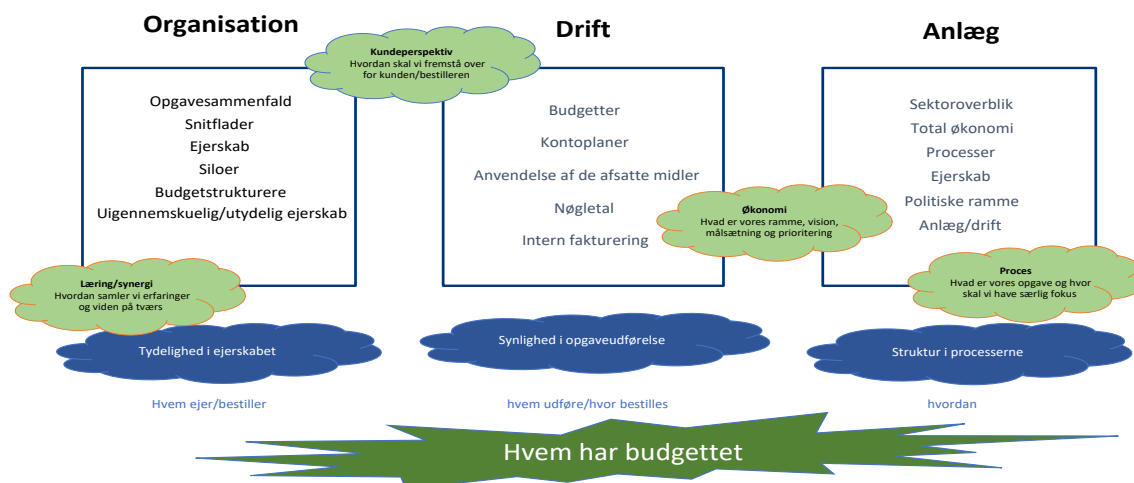 Organisation
Drift
Anlæg
Kundeperspektiv
Hvordan skal vi fremstå over
for kunden/bestilleren
Opgavesammenfald
Snitflader
Ejerskab
Siloer
Budgetstrukturere
Uigennemskuelig/utydelig ejerskab
Budgetter
Kontoplaner
Anvendelse af de afsatte midler
Nøgletal
Intern fakturering
Sektoroverblik
Total økonomi
Processer
Ejerskab
Politiske ramme
Anlæg/drift
Økonomi
Hvad er vores ramme, vision,
målsætning og prioritering
Læring/synergi
Hvordan samler vi erfaringer
og viden på tværs
Proces
Hvad er vores opgave og hvor
skal vi have særlig fokus
Tydelighed i ejerskabet
Synlighed i opgaveudførelse
Struktur i processerne
Hvem ejer/bestiller
hvem udføre/hvor bestilles
hvordan
Hvem har budgettet